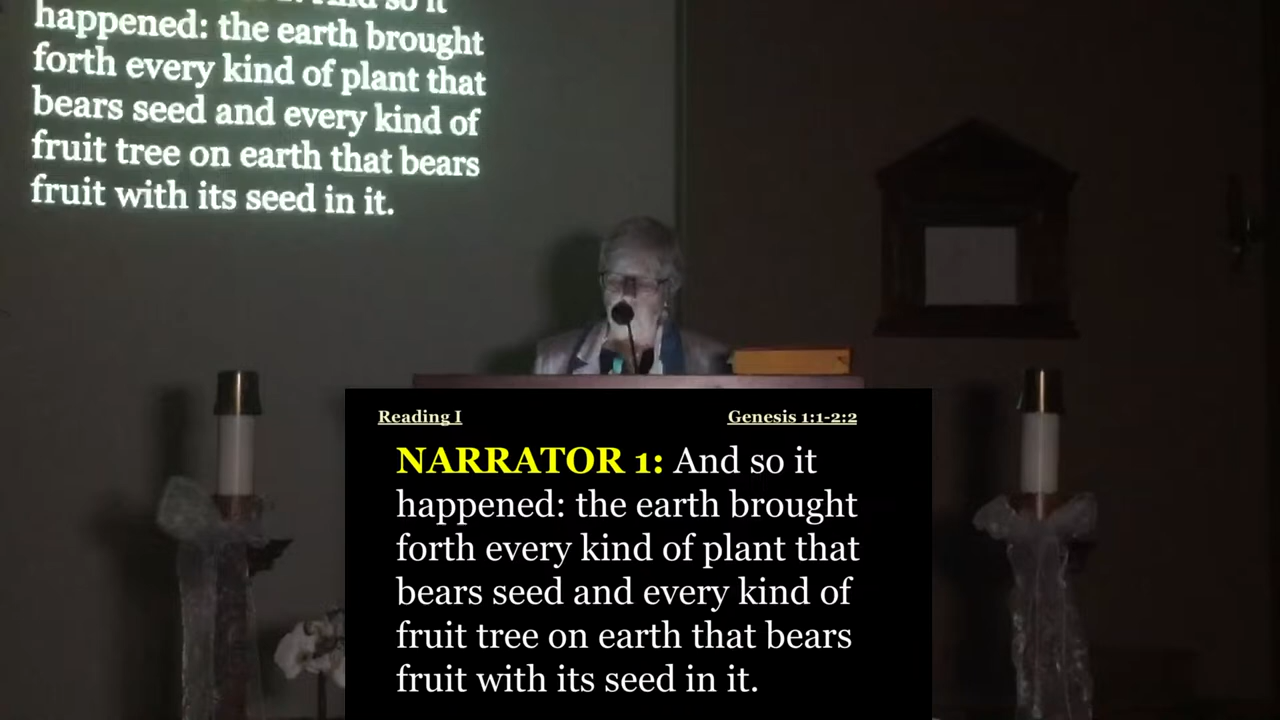 And so it
happened: the earth brought
forth every kind of plant that
bears seed and every kind of
fruit tree on earth that bears
fruit with its seed in it.
Reading I Genesis 1:1-2:2
NARRATOR 1: And so it
happened: the earth brought
forth every kind of plant that
bears seed and every kind of
fruit tree on earth that bears
fruit with its seed in it.